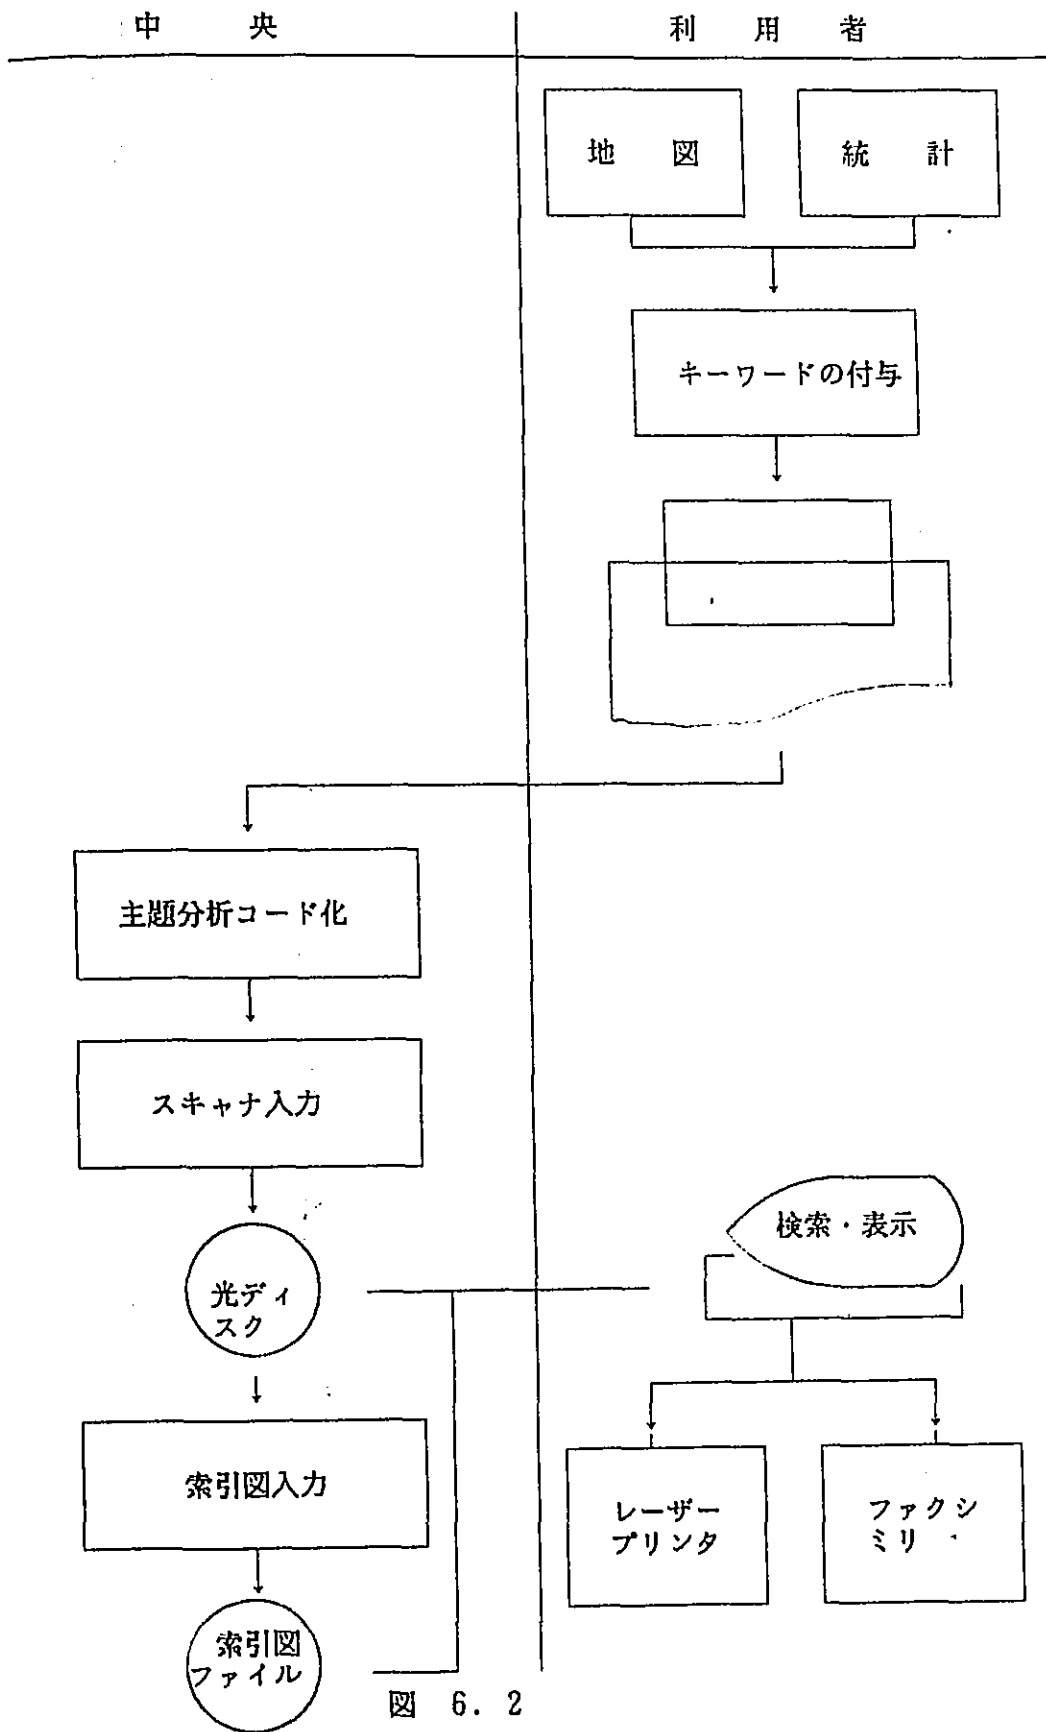 中 央
利 用 者
地 図
統 計
キーワードの付与
主題分析コード化
スキャナ入力
光ディ
スク
索引図入力
索引図
ファイル
検索・表示
レーザー
プリンタ
ファクシ
ミリ
図 6. 2